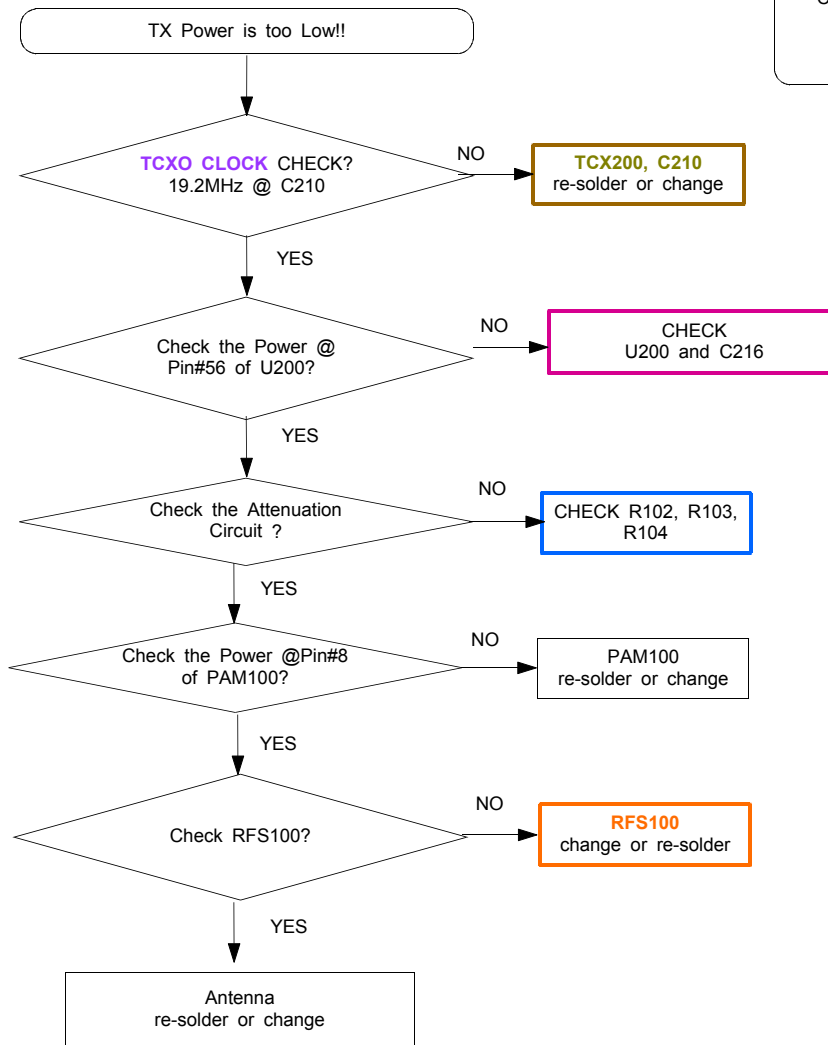 TX Power is too Low!!
TCXO CLOCK CHECK?
19.2MHz @ C210
NO
TCX200, C210
re-solder or change
YES
Check the Power @
Pin#56 of U200?
NO
CHECK
U200 and C216
YES
Check the Attenuation
Circuit ?
NO
CHECK R102, R103,
R104
YES
Check the Power @Pin#8
of PAM100?
NO
PAM100
re-solder or change
YES
Check RFS100?
NO
RFS100
change or re-solder
YES
Antenna
re-solder or change